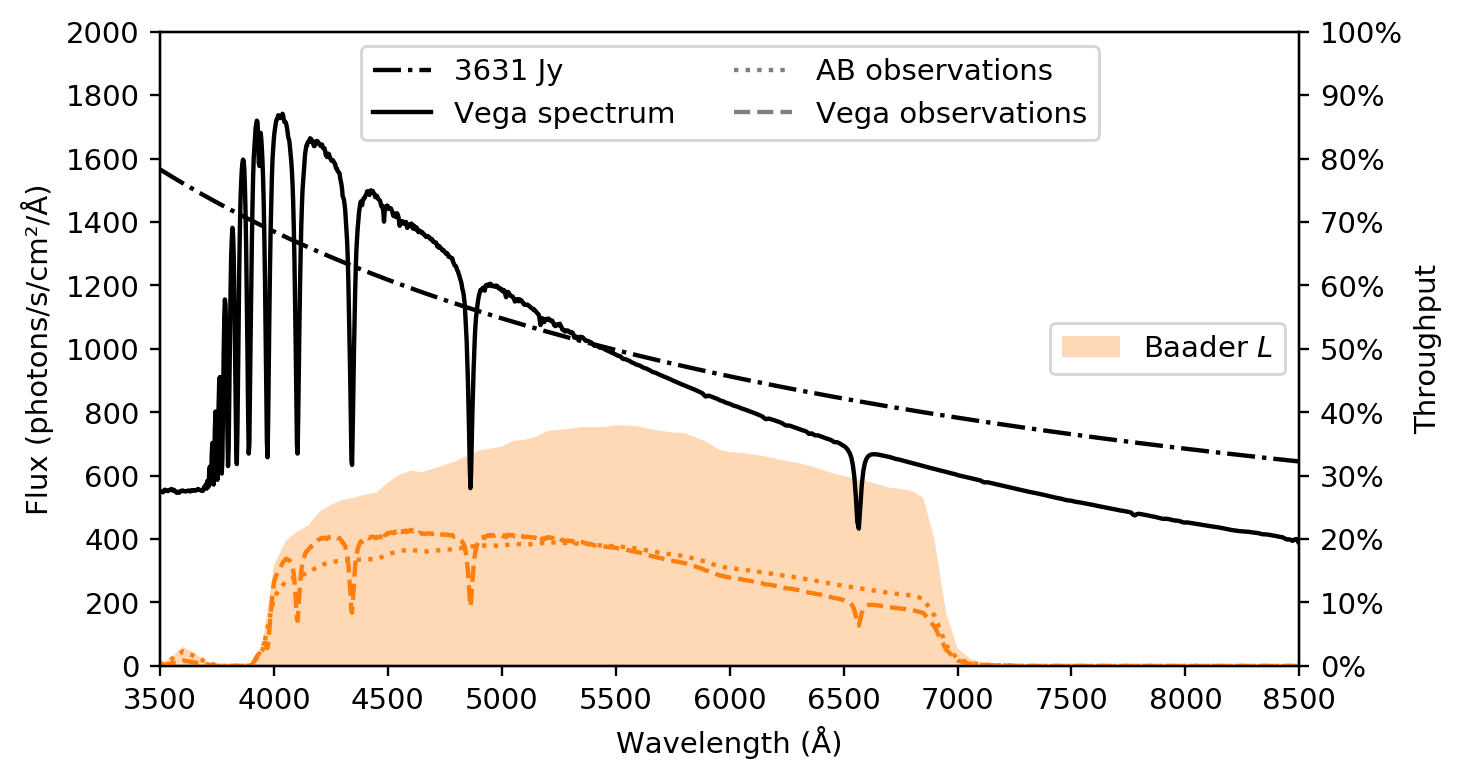 2000
1800
1600
1400
1200
1000
800
600
400
200
0
Flux (photons/s/cm²/Å)
3631 Jy
Vega spectrum
AB observations
Vega observations
Baader L
100%
90%
80%
70%
60%
50%
40%
30%
20%
10%
0%
Throughput
3500 4000 4500 5000 5500 6000 6500 7000 7500 8000 8500
Wavelength (Å)